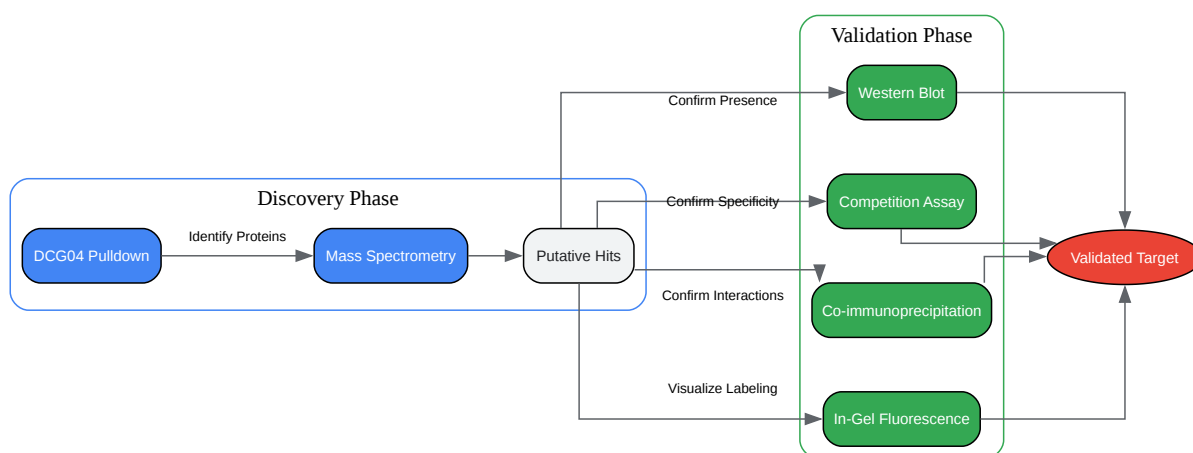 Discovery Phase
DCG04 Pulldown
Identify Proteins
Mass Spectrometry
Putative Hits
Confirm Presence
Confirm Specificity
Confirm Interactions
Visualize Labeling
Validation Phase
Western Blot
Competition Assay
Co-immunoprecipitation
In-Gel Fluorescence
Validated Target